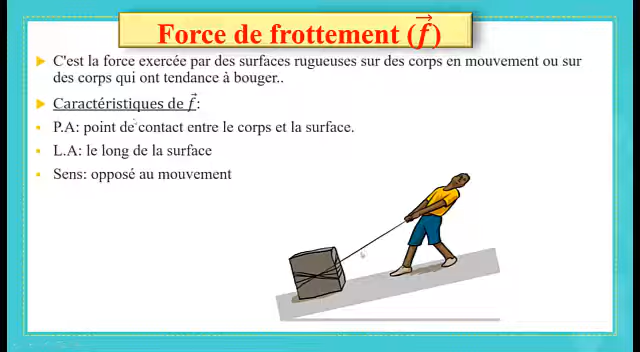 Force de frottement (f⃗)
C'est la force exercée par des surfaces rugueuses sur des corps en mouvement ou sur
des corps qui ont tendance à bouger..
Caractéristiques de f⃗:
P.A: point de contact entre le corps et la surface.
L.A: le long de la surface
Sens: opposé au mouvement